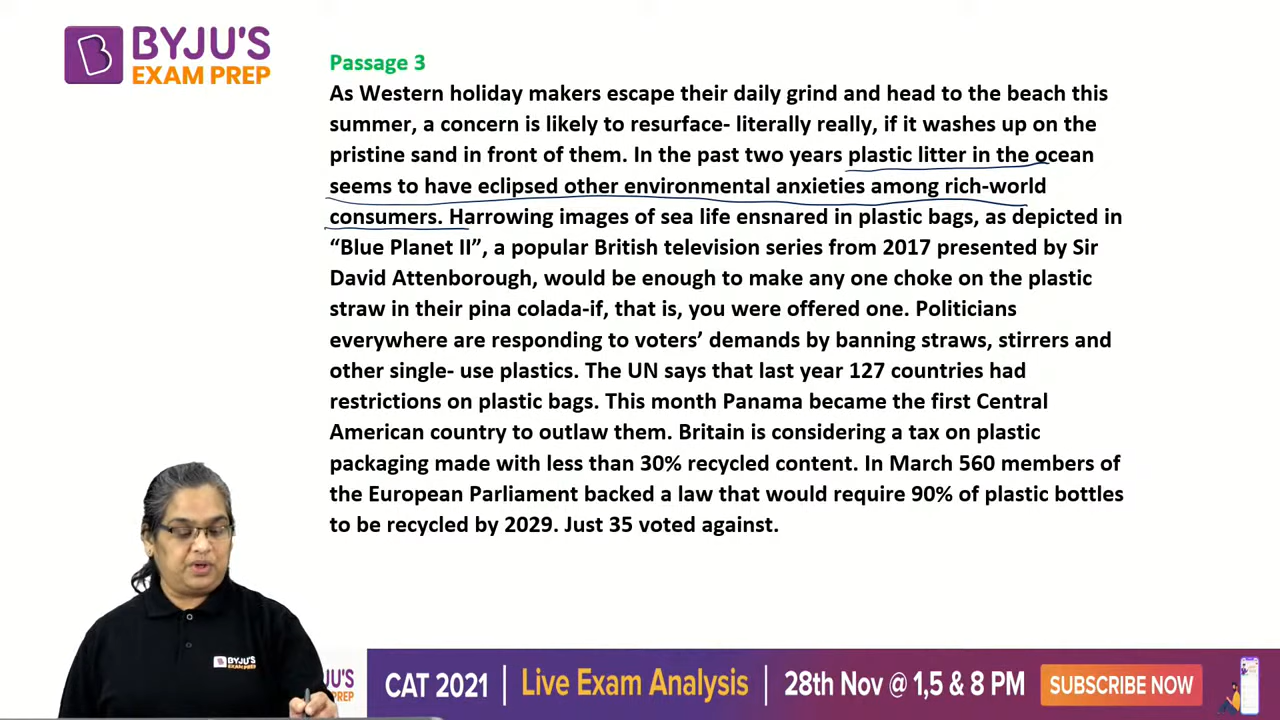 BYJU'S
EXAM PREP
Passage 3
As Western holiday makers escape their daily grind and head to the beach this
summer, a concern is likely to resurface- literally really, if it washes up on the
pristine sand in front of them. In the past two years plastic litter in the ocean
seems to have eclipsed other environmental anxieties among rich-world
consumers. Harrowing images of sea life ensnared in plastic bags, as depicted in
“Blue Planet II”, a popular British television series from 2017 presented by Sir
David Attenborough, would be enough to make any one choke on the plastic
straw in their pina colada-if, that is, you were offered one. Politicians
everywhere are responding to voters’ demands by banning straws, stirrers and
other single- use plastics. The UN says that last year 127 countries had
restrictions on plastic bags. This month Panama became the first Central
American country to outlaw them. Britain is considering a tax on plastic
packaging made with less than 30% recycled content. In March 560 members of
the European Parliament backed a law that would require 90% of plastic bottles
to be recycled by 2029. Just 35 voted against.
BYJU'S
EXAM PREP
JU'S
M PREP
CAT 2021 | Live Exam Analysis | 28th Nov @ 1,5 & 8 PM
SUBSCRIBE NOW